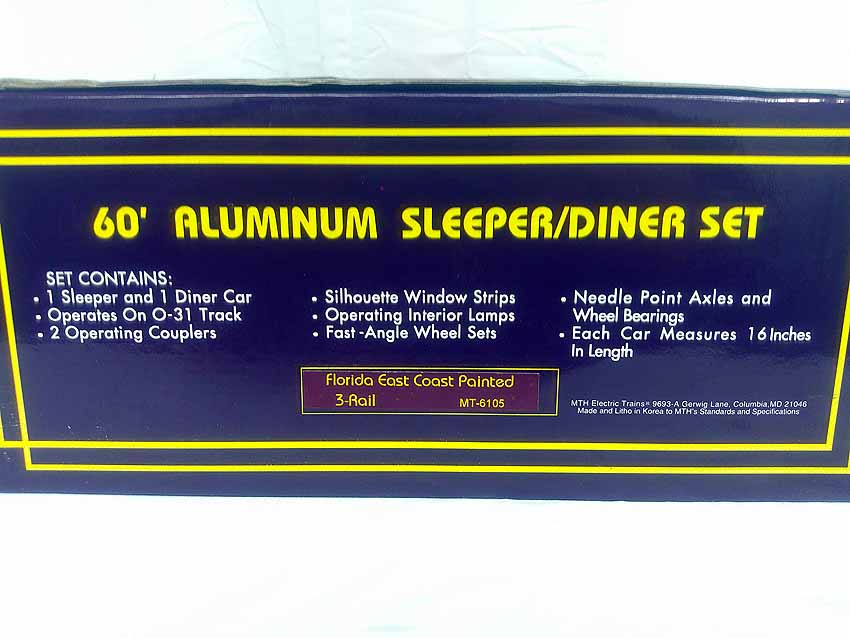 60' ALUMINUM SLEEPER/DINER SET
SET CONTAINS:
• 1 Sleeper and 1 Diner Car
• Operates On O-31 Track
• 2 Operating Couplers
• Silhouette Window Strips
• Operating Interior Lamps
• Fast-Angle Wheel Sets
• Needle Point Axles and
Wheel Bearings
• Each Car Measures 16 Inches
In Length
Florida East Coast Painted
3-Rail MT-6105
MTH Electric Trains® 9693-A Gerwig Lane, Columbia, MD 21046
Made and Litho in Korea to MTH's Standards and Specifications